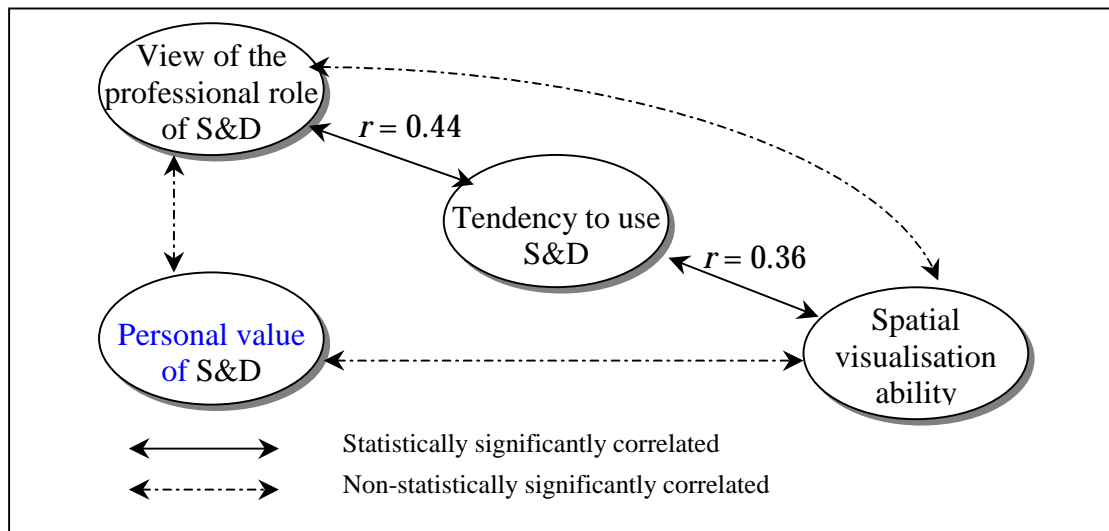 View of the
professional role
of S&D
r = 0.44
Tendency to use
S&D
r = 0.36
Personal value
of S&D
Spatial
visualisation
ability
Statistically significantly correlated
Non-statistically significantly correlated